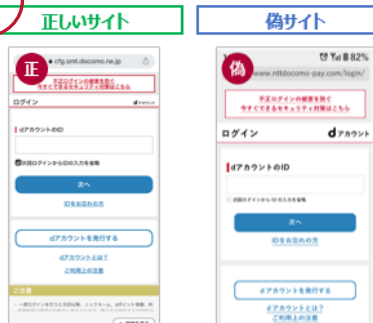 正しいサイト
正
cfg.smt.docomo.ne.jp
不正ログインの被害を防ぐ
今すぐできるセキュリティ対策はこちら
ログイン
dアカウント
dアカウントのID
次回ログインからIDの入力を省略
次へ
IDをお忘れの方
dアカウントを発行する
dアカウントとは?
ご利用上の注意
ご注意
偽サイト
82%
偽
www.nttdocomo-pay.com/login/
不正ログインの被害を防ぐ
今すぐできるセキュリティ対策はこちら
ログイン
dアカウント
dアカウントのID
次回ログインから IDの入力を省略
次へ
IDをお忘れの方
dアカウントを発行する
dアカウントとは?
ご利用上の注意